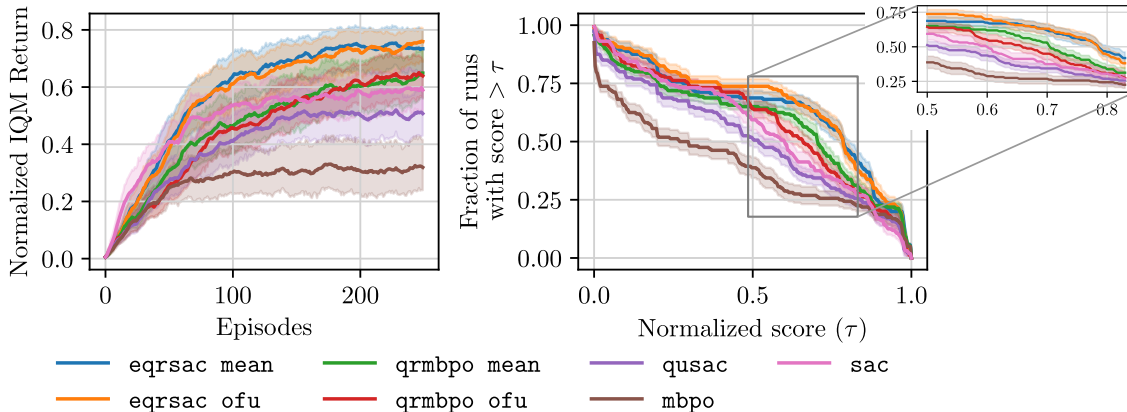 Normalized IQM Return
0.8
0.6
0.4
0.2
0.0
0
100
200
Episodes
Fraction of runs
with score > τ
1.00
0.75
0.50
0.25
0.00
0.0
0.5
1.0
Normalized score (τ)
0.75
0.50
0.25
0.5
0.6
0.7
0.8
eqrsac mean
qrmbpo mean
qusac
sac
eqrsac ofu
qrmbpo ofu
mbpo